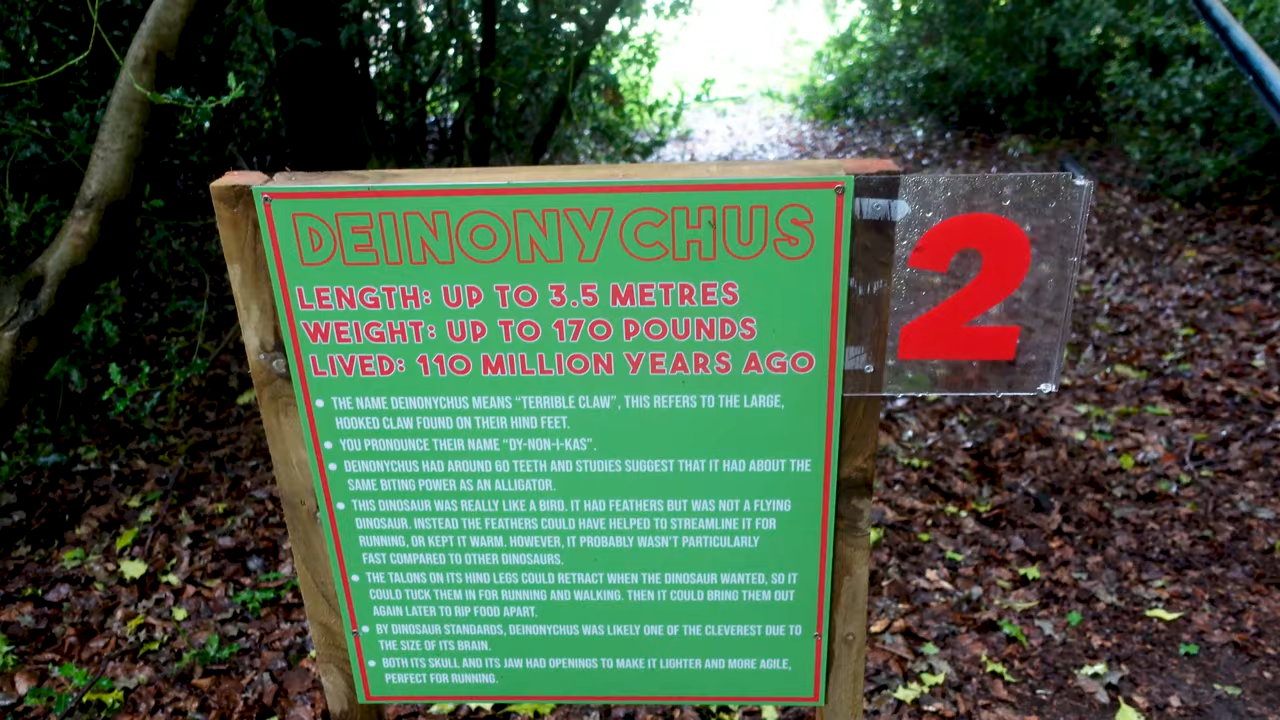 DEINONYCHUS
LENGTH: UP TO 3.5 METRES
WEIGHT: UP TO 170 POUNDS
LIVED: 110 MILLION YEARS AGO
• THE NAME DEINONYCHUS MEANS “TERRIBLE CLAW”, THIS REFERS TO THE LARGE,
HOOKED CLAW FOUND ON THEIR HIND FEET.
• YOU PRONOUNCE THEIR NAME “DY-NON-I-KAS”.
• DEINONYCHUS HAD AROUND 60 TEETH AND STUDIES SUGGEST THAT IT HAD ABOUT THE
SAME BITING POWER AS AN ALLIGATOR.
• THIS DINOSAUR WAS REALLY LIKE A BIRD. IT HAD FEATHERS BUT WAS NOT A FLYING
DINOSAUR. INSTEAD THE FEATHERS COULD HAVE HELPED TO STREAMLINE IT FOR
RUNNING, OR KEPT IT WARM. HOWEVER, IT PROBABLY WASN'T PARTICULARLY
FAST COMPARED TO OTHER DINOSAURS.
• THE TALONS ON ITS HIND LEGS COULD RETRACT WHEN THE DINOSAUR WANTED, SO IT
COULD TUCK THEM IN FOR RUNNING AND WALKING. THEN IT COULD BRING THEM OUT
AGAIN LATER TO RIP FOOD APART.
• BY DINOSAUR STANDARDS, DEINONYCHUS WAS LIKELY ONE OF THE CLEVEREST DUE TO
THE SIZE OF ITS BRAIN.
• BOTH ITS SKULL AND ITS JAW HAD OPENINGS TO MAKE IT LIGHTER AND MORE AGILE,
PERFECT FOR RUNNING.
2